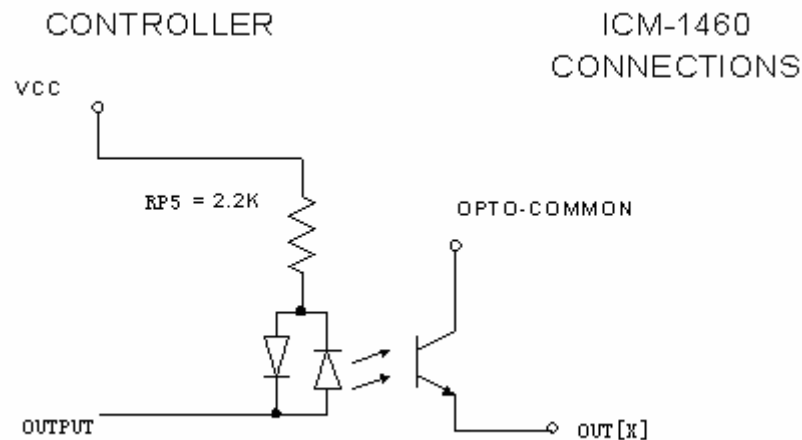 CONTROLLER
ICM-1460
CONNECTIONS
VCC
RP5 = 2.2K
OPTO-COMMON
OUTPUT
OUT[X]